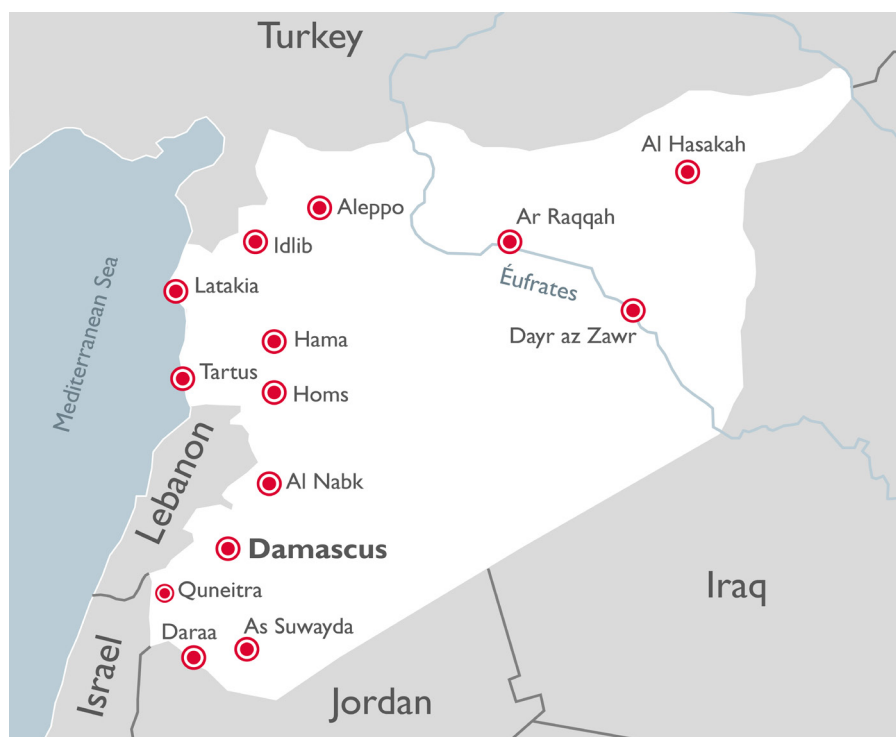 Turkey
Al Hasakah
Aleppo
Ar Raqqah
Idlib
Éufrates
Latakia
Mediterranean Sea
Hama
Dayr az Zawr
Tartus
Homs
Lebanon
Al Nabk
Damascus
Quneitra
Iraq
Daraa
As Suwayda
Israel
Jordan